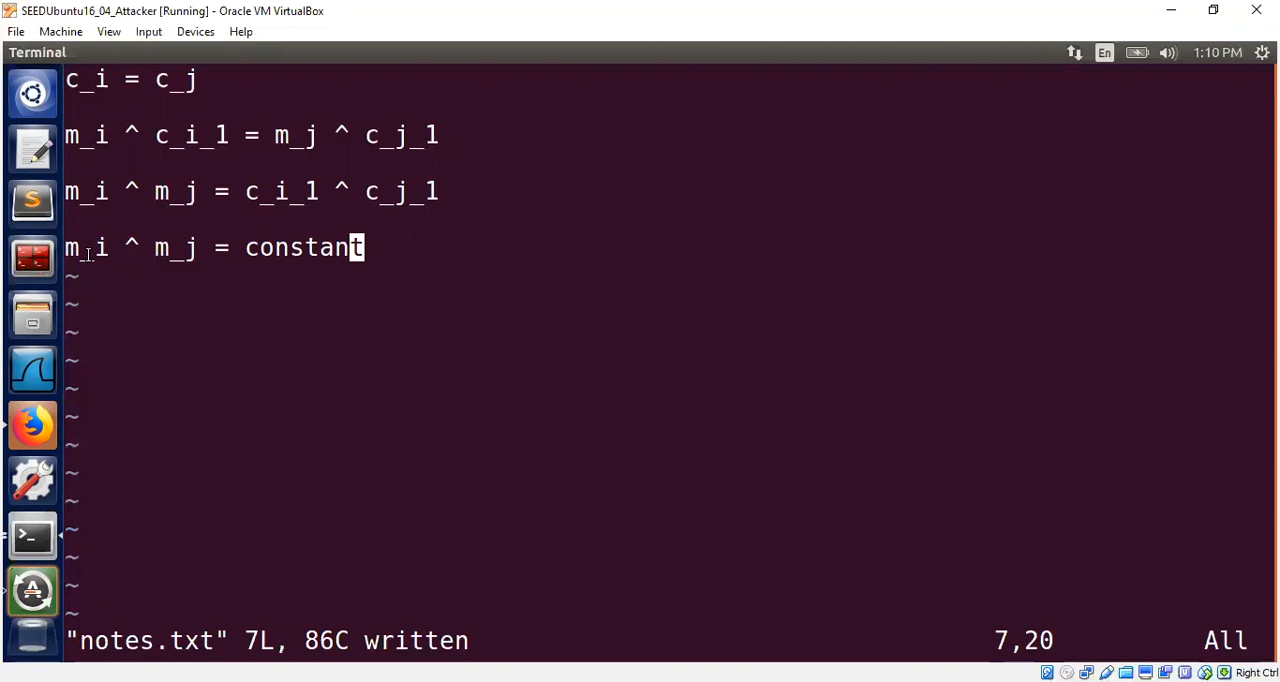 SEEDUbuntu16_04_Attacker [Running] - Oracle VM VirtualBox
File Machine View Input Devices Help
Terminal En 1:10 PM
c_i = c_j
m_i ^ c_i_1 = m_j ^ c_j_1
m_i ^ m_j = c_i_1 ^ c_j_1
m_i ^ m_j = constant
~
~
~
~
~
~
~
~
~
~
~
~
~
"notes.txt" 7L, 86C written 7,20 All
Right Ctrl